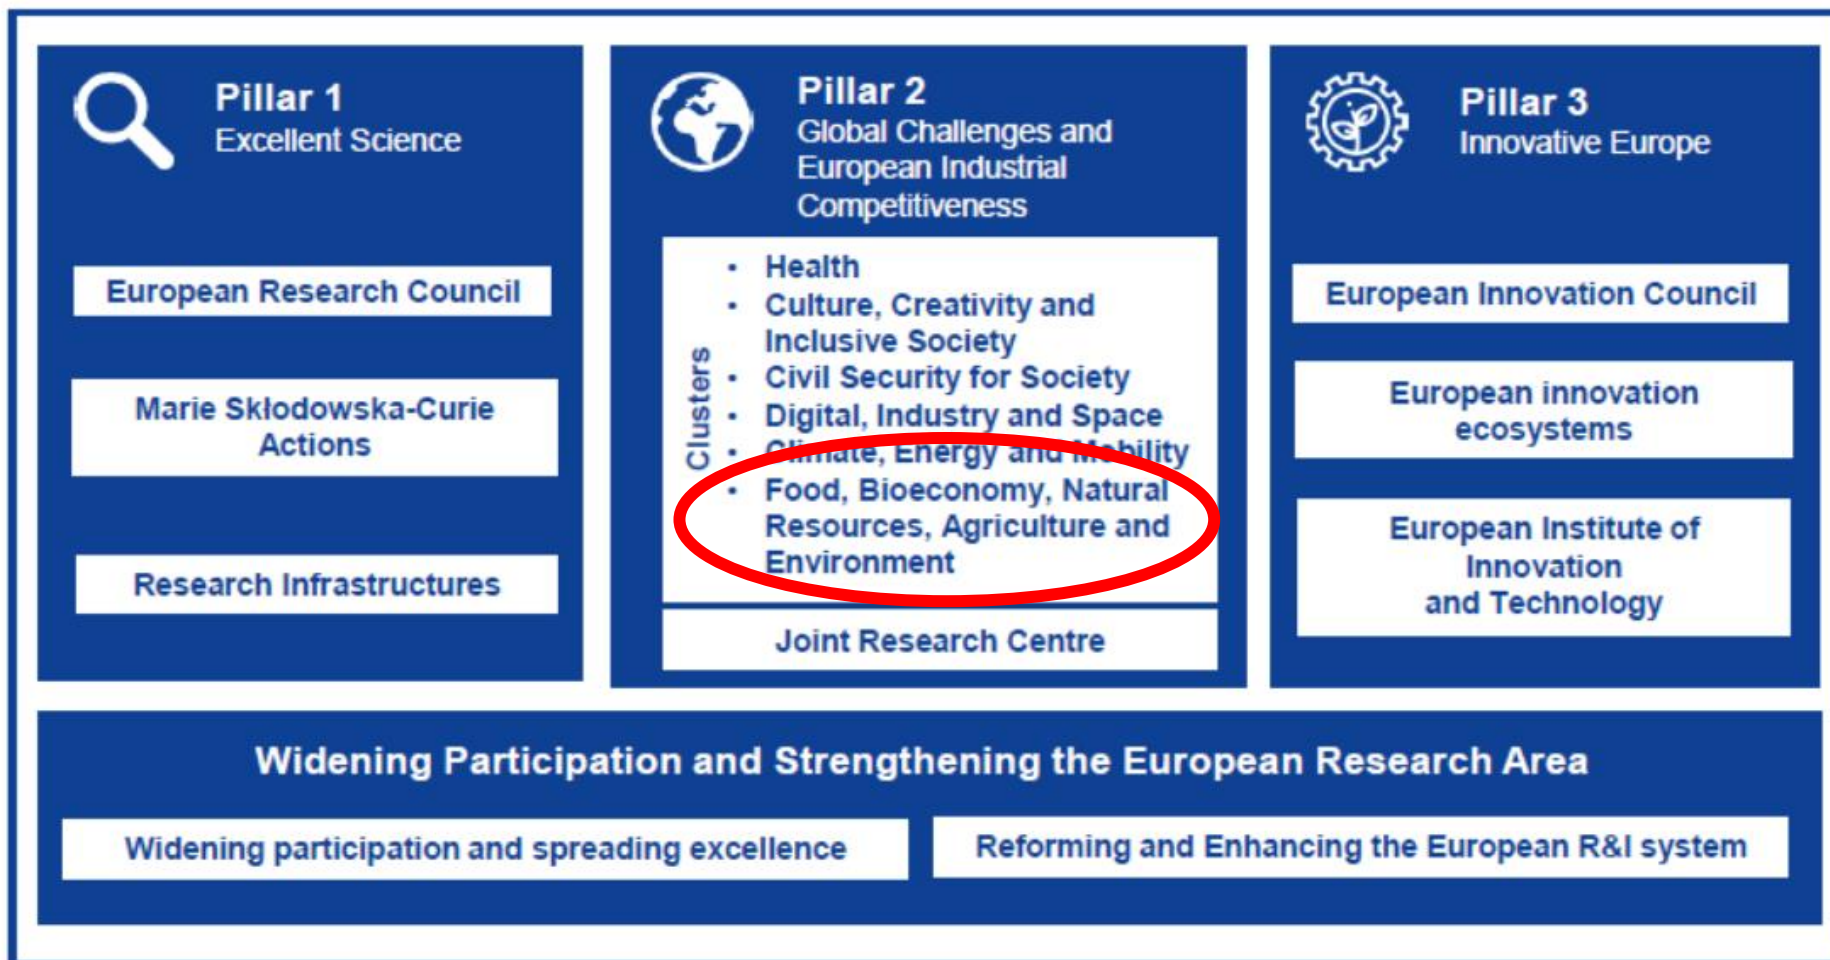 Pillar 1
Excellent Science
European Research Council
Marie Skłodowska-Curie
Actions
Research Infrastructures
Pillar 2
Global Challenges and
European Industrial
Competitiveness
Clusters
• Health
• Culture, Creativity and
Inclusive Society
• Civil Security for Society
• Digital, Industry and Space
• Climate, Energy and Mobility
• Food, Bioeconomy, Natural
Resources, Agriculture and
Environment
Joint Research Centre
Pillar 3
Innovative Europe
European Innovation Council
European innovation
ecosystems
European Institute of
Innovation
and Technology
Widening Participation and Strengthening the European Research Area
Widening participation and spreading excellence
Reforming and Enhancing the European R&I system